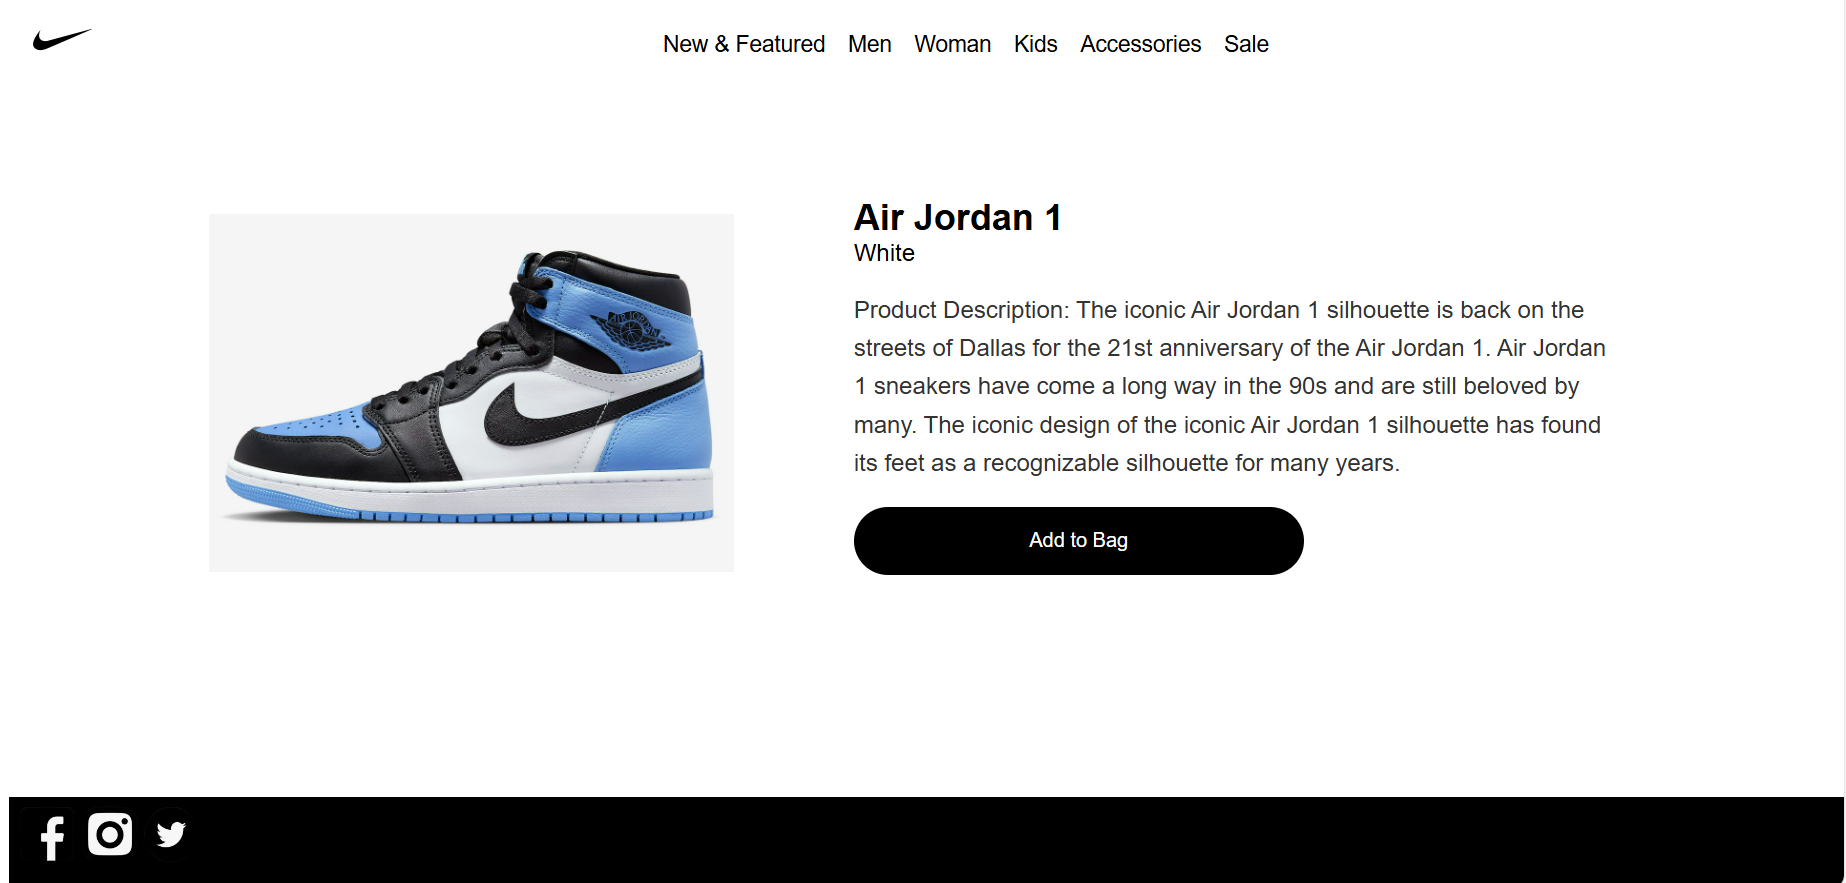 New & Featured Men Woman Kids Accessories Sale
AIR JORDAN
Air Jordan 1
White
Product Description: The iconic Air Jordan 1 silhouette is back on the
streets of Dallas for the 21st anniversary of the Air Jordan 1. Air Jordan
1 sneakers have come a long way in the 90s and are still beloved by
many. The iconic design of the iconic Air Jordan 1 silhouette has found
its feet as a recognizable silhouette for many years.
Add to Bag